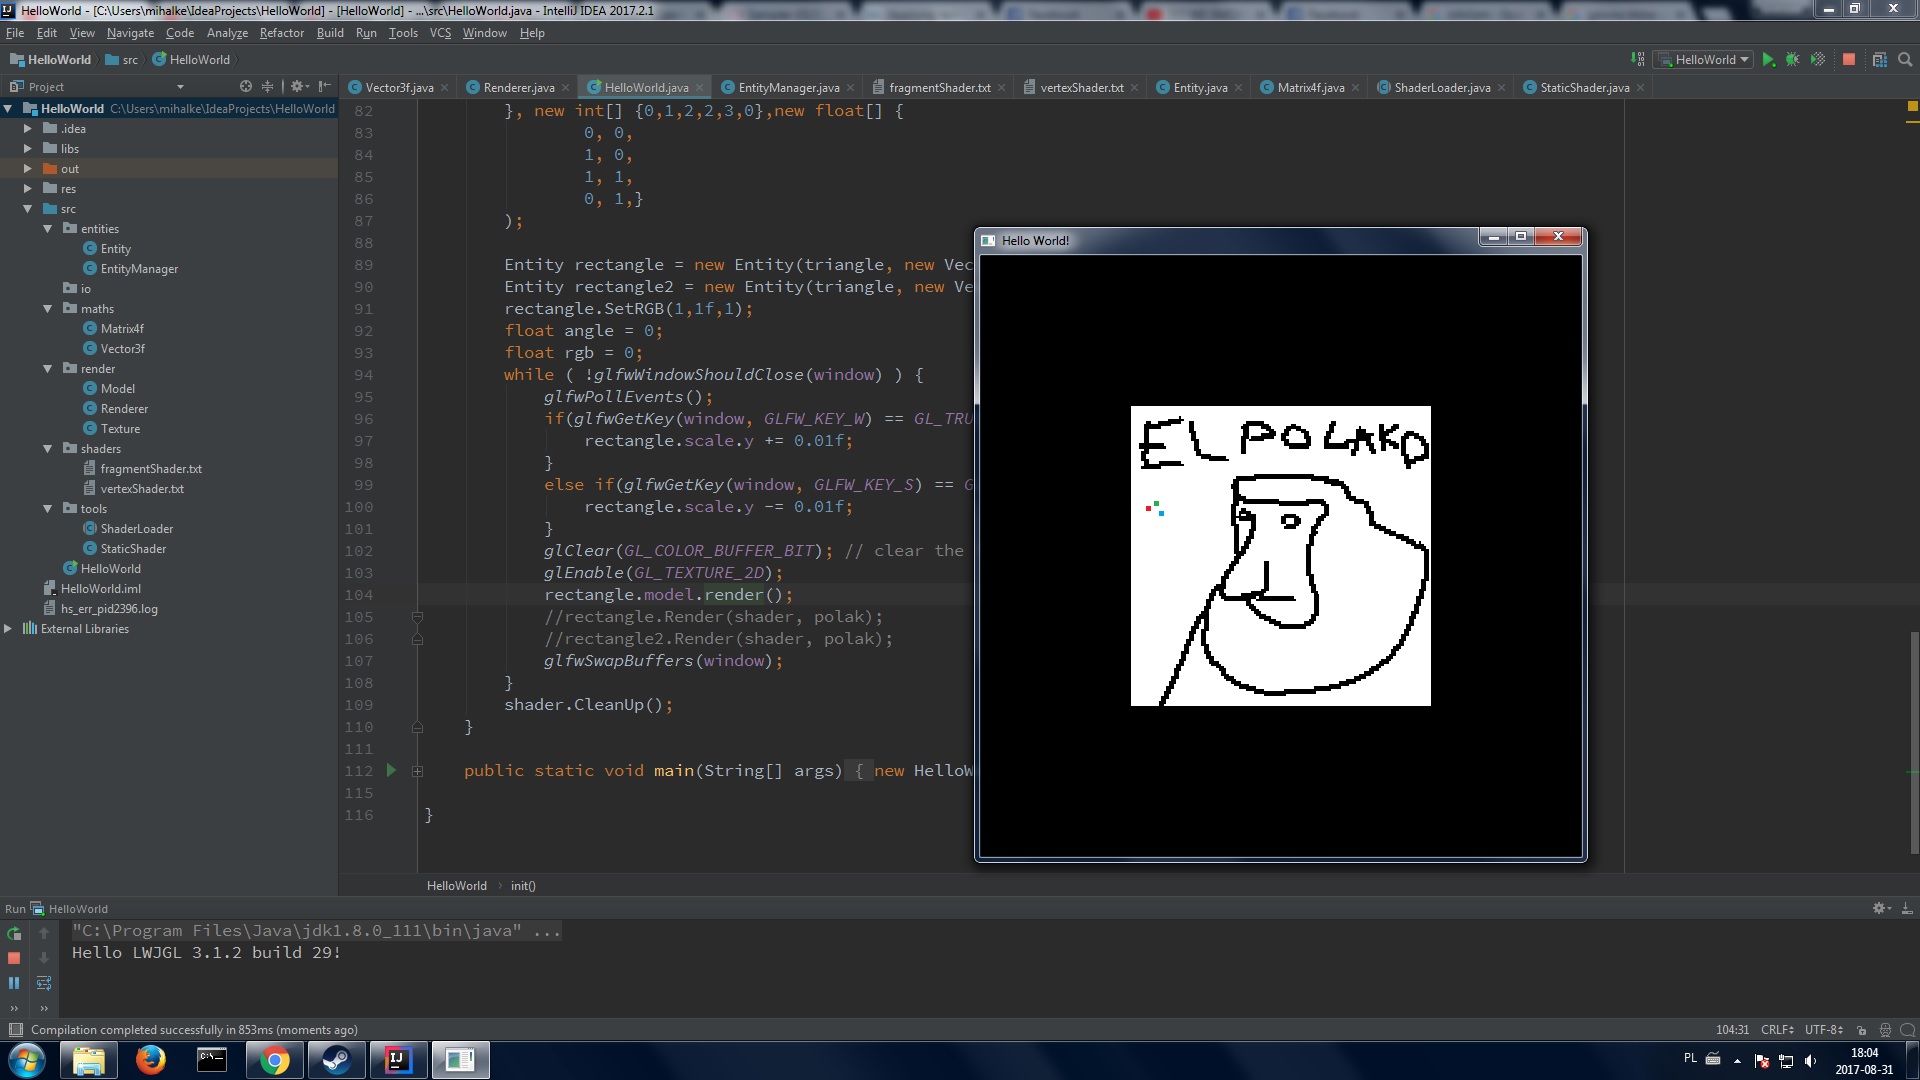 HelloWorld - [C:\Users\mihalke\IdeaProjects\HelloWorld] - [HelloWorld] - ...\src\HelloWorld.java - IntelliJ IDEA 2017.2.1
File Edit View Navigate Code Analyze Refactor Build Run Tools VCS Window Help
HelloWorld src HelloWorld
HelloWorld
Project
Vector3f.java Renderer.java HelloWorld.java EntityManager.java fragmentShader.txt vertexShader.txt Entity.java Matrix4f.java ShaderLoader.java StaticShader.java
HelloWorld C:\Users\mihalke\IdeaProjects\HelloWorld
.idea
libs
out
res
src
entities
Entity
EntityManager
io
maths
Matrix4f
Vector3f
render
Model
Renderer
Texture
shaders
fragmentShader.txt
vertexShader.txt
tools
ShaderLoader
StaticShader
HelloWorld
HelloWorld.iml
hs_err_pid2396.log
External Libraries
82 }, new int[] {0,1,2,2,3,0},new float[] {
83 0, 0,
84 1, 0,
85 1, 1,
86 0, 1,}
87 );
88
89 Entity rectangle = new Entity(triangle, new Vec
90 Entity rectangle2 = new Entity(triangle, new Ve
91 rectangle.SetRGB(1,1f,1);
92 float angle = 0;
93 float rgb = 0;
94 while ( !glfwWindowShouldClose(window) ) {
95 glfwPollEvents();
96 if(glfwGetKey(window, GLFW_KEY_W) == GL_TRU
97 rectangle.scale.y += 0.01f;
98 }
99 else if(glfwGetKey(window, GLFW_KEY_S) == G
100 rectangle.scale.y -= 0.01f;
101 }
102 glClear(GL_COLOR_BUFFER_BIT); // clear the
103 glEnable(GL_TEXTURE_2D);
104 rectangle.model.render();
105 //rectangle.Render(shader, polak);
106 //rectangle2.Render(shader, polak);
107 glfwSwapBuffers(window);
108 }
109 shader.CleanUp();
110 }
111
112 public static void main(String[] args) { new HelloW
115
116 }
Hello World!
EL POLAKO
HelloWorld init()
Run HelloWorld
"C:\Program Files\Java\jdk1.8.0_111\bin\java" ...
Hello LWJGL 3.1.2 build 29!
Compilation completed successfully in 853ms (moments ago)
104:31 CRLF UTF-8
PL
18:04
2017-08-31